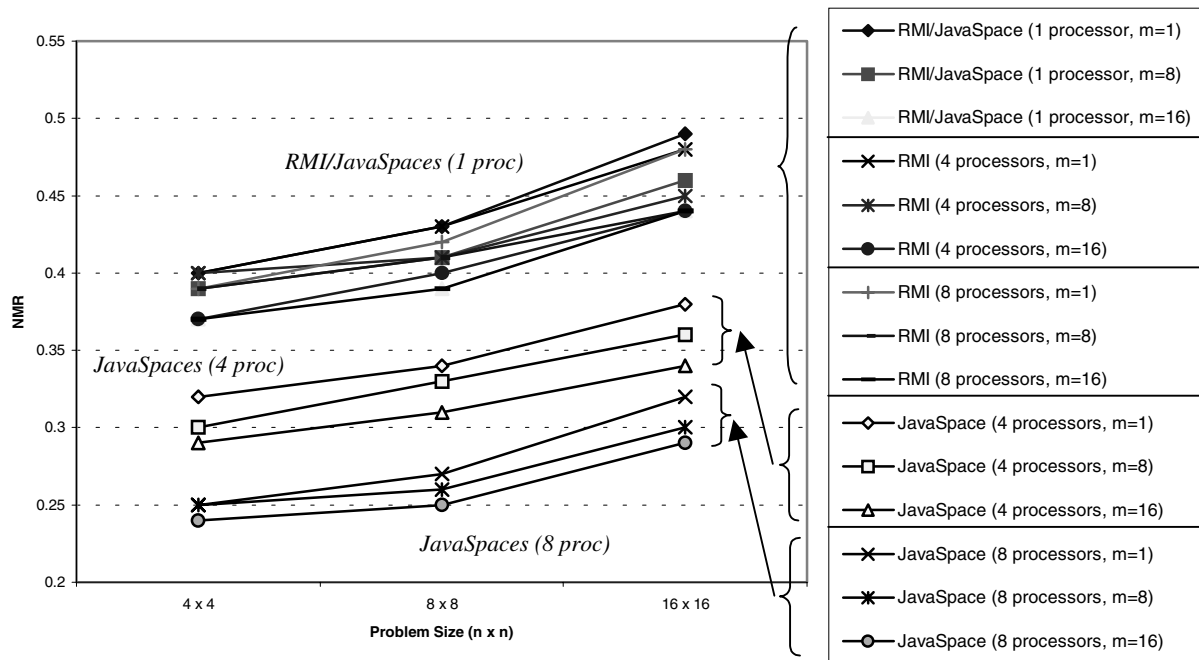 0.55
0.5
0.45
0.4
0.35
0.3
0.25
0.2
NMR
4 x 4
8 x 8
16 x 16
Problem Size (n x n)
RMI/JavaSpaces (1 proc)
JavaSpaces (4 proc)
JavaSpaces (8 proc)
RMI/JavaSpace (1 processor, m=1)
RMI/JavaSpace (1 processor, m=8)
RMI/JavaSpace (1 processor, m=16)
RMI (4 processors, m=1)
RMI (4 processors, m=8)
RMI (4 processors, m=16)
RMI (8 processors, m=1)
RMI (8 processors, m=8)
RMI (8 processors, m=16)
JavaSpace (4 processors, m=1)
JavaSpace (4 processors, m=8)
JavaSpace (4 processors, m=16)
JavaSpace (8 processors, m=1)
JavaSpace (8 processors, m=8)
JavaSpace (8 processors, m=16)